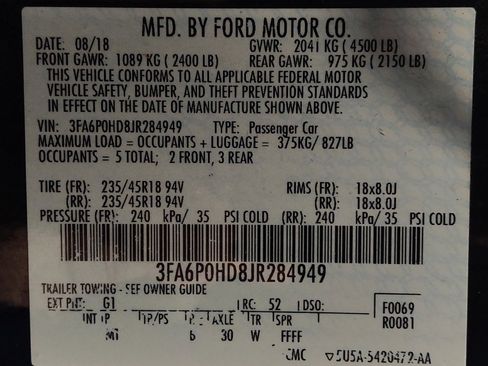 MFD. BY FORD MOTOR CO.
DATE: 08/18 GVWR: 2041 KG (4500 LB)
FRONT GAWR: 1089 KG (2400 LB) REAR GAWR: 975 KG (2150 LB)
THIS VEHICLE CONFORMS TO ALL APPLICABLE FEDERAL MOTOR
VEHICLE SAFETY, BUMPER, AND THEFT PREVENTION STANDARDS
IN EFFECT ON THE DATE OF MANUFACTURE SHOWN ABOVE.
VIN: 3FA6P0HD8JR284949 TYPE: Passenger Car
MAXIMUM LOAD = OCCUPANTS + LUGGAGE = 375KG/ 827LB
OCCUPANTS = 5 TOTAL; 2 FRONT, 3 REAR
TIRE (FR): 235/45R18 94V RIMS (FR): 18x8.0J
(RR): 235/45R18 94V (RR): 18x8.0J
PRESSURE (FR): 240 kPa/ 35 PSI COLD (RR): 240 kPa/ 35 PSI COLD
3FA6P0HD8JR284949
TRAILER TOWING - SEE OWNER GUIDE
EXT PNT: G1 RC: 52 DSO: F0069
INT TP TP/PS R AXLE TR SPR R0081
6 30 W FFFF
5U5A-5420472-AA